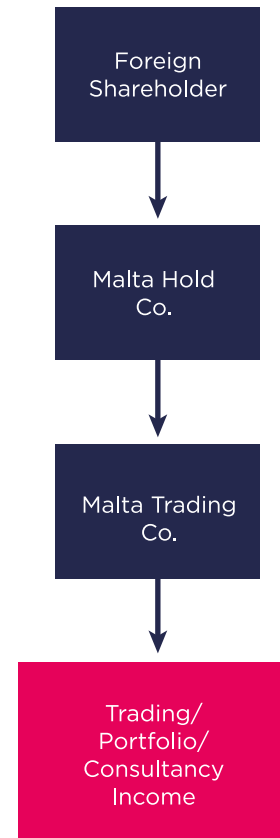 Foreign
Shareholder
Malta Hold
Co.
Malta Trading
Co.
Trading/
Portfolio/
Consultancy
Income